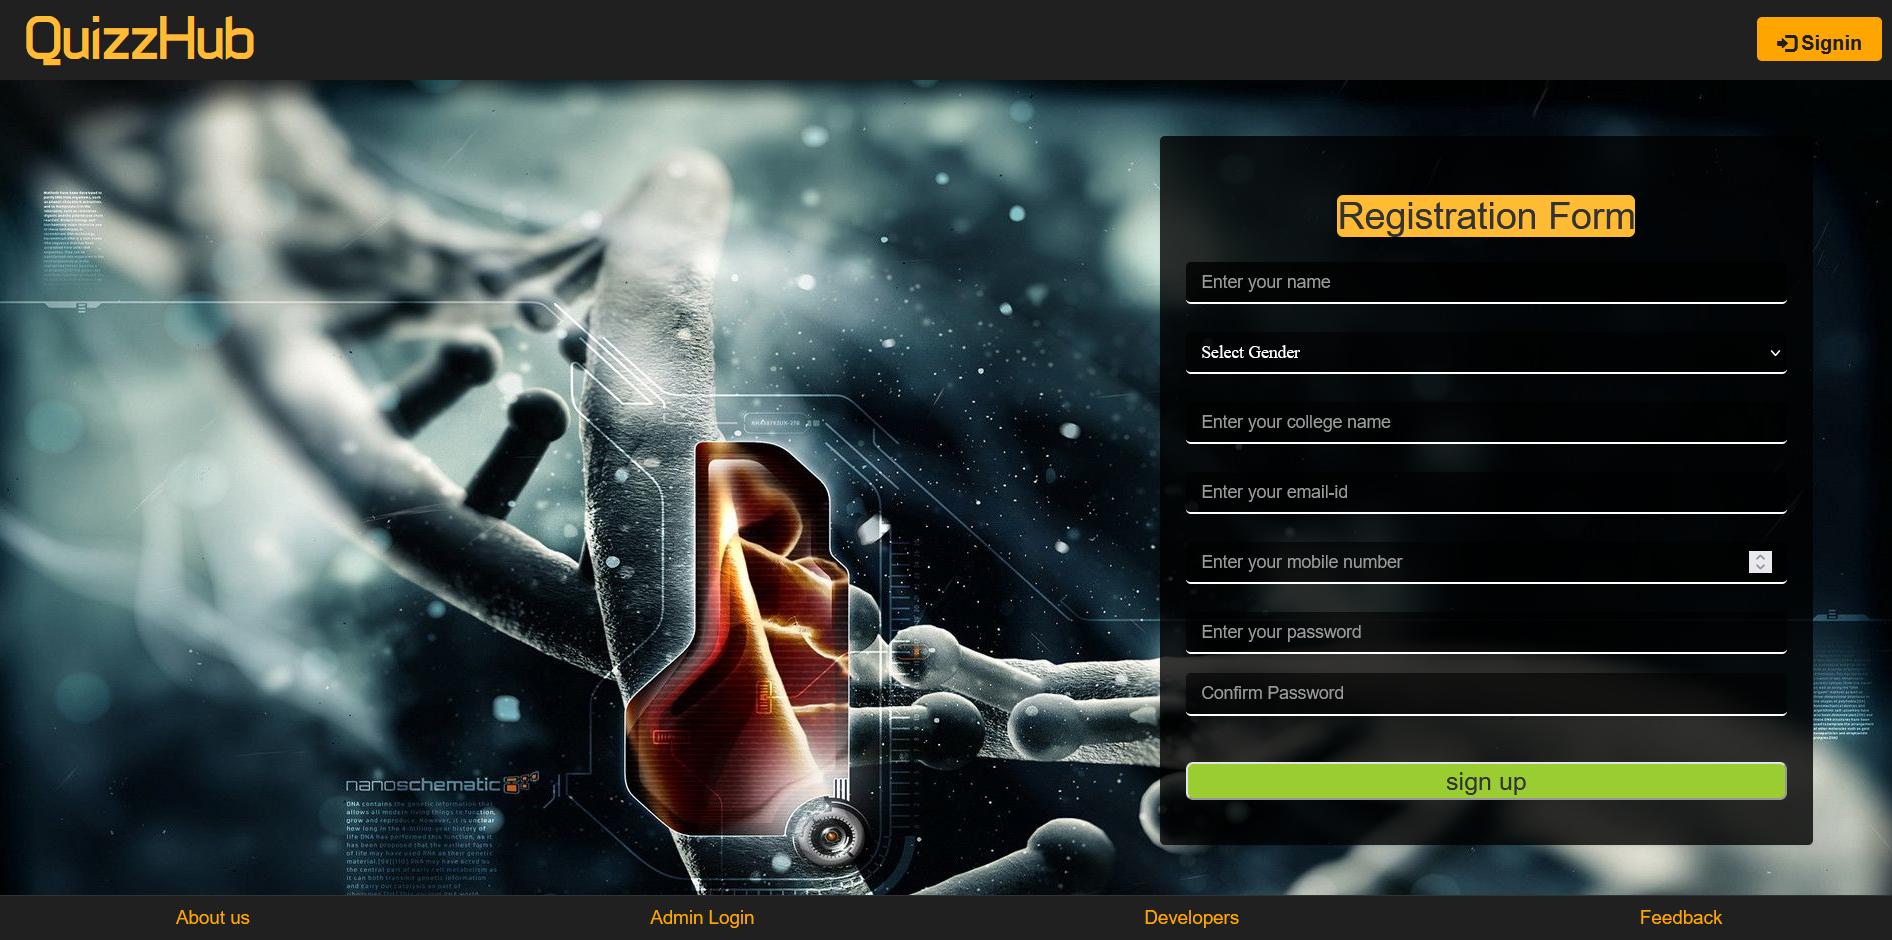 QuizzHub
Signin
Registration Form
Enter your name
Select Gender
Enter your college name
Enter your email-id
Enter your mobile number
Enter your password
Confirm Password
sign up
nanoschematic
DNA contains the genetic information that
allows all modern living things to function,
grow and reproduce. However, it is unclear
how long in the 4-billion-year history of
life DNA has performed this function, as it
has been proposed that the earliest forms
of life may have used RNA as their genetic
material. RNA may have acted as
the central part of early cell metabolism as
it can both transmit genetic information
and carry out catalysis as part of
About us
Admin Login
Developers
Feedback